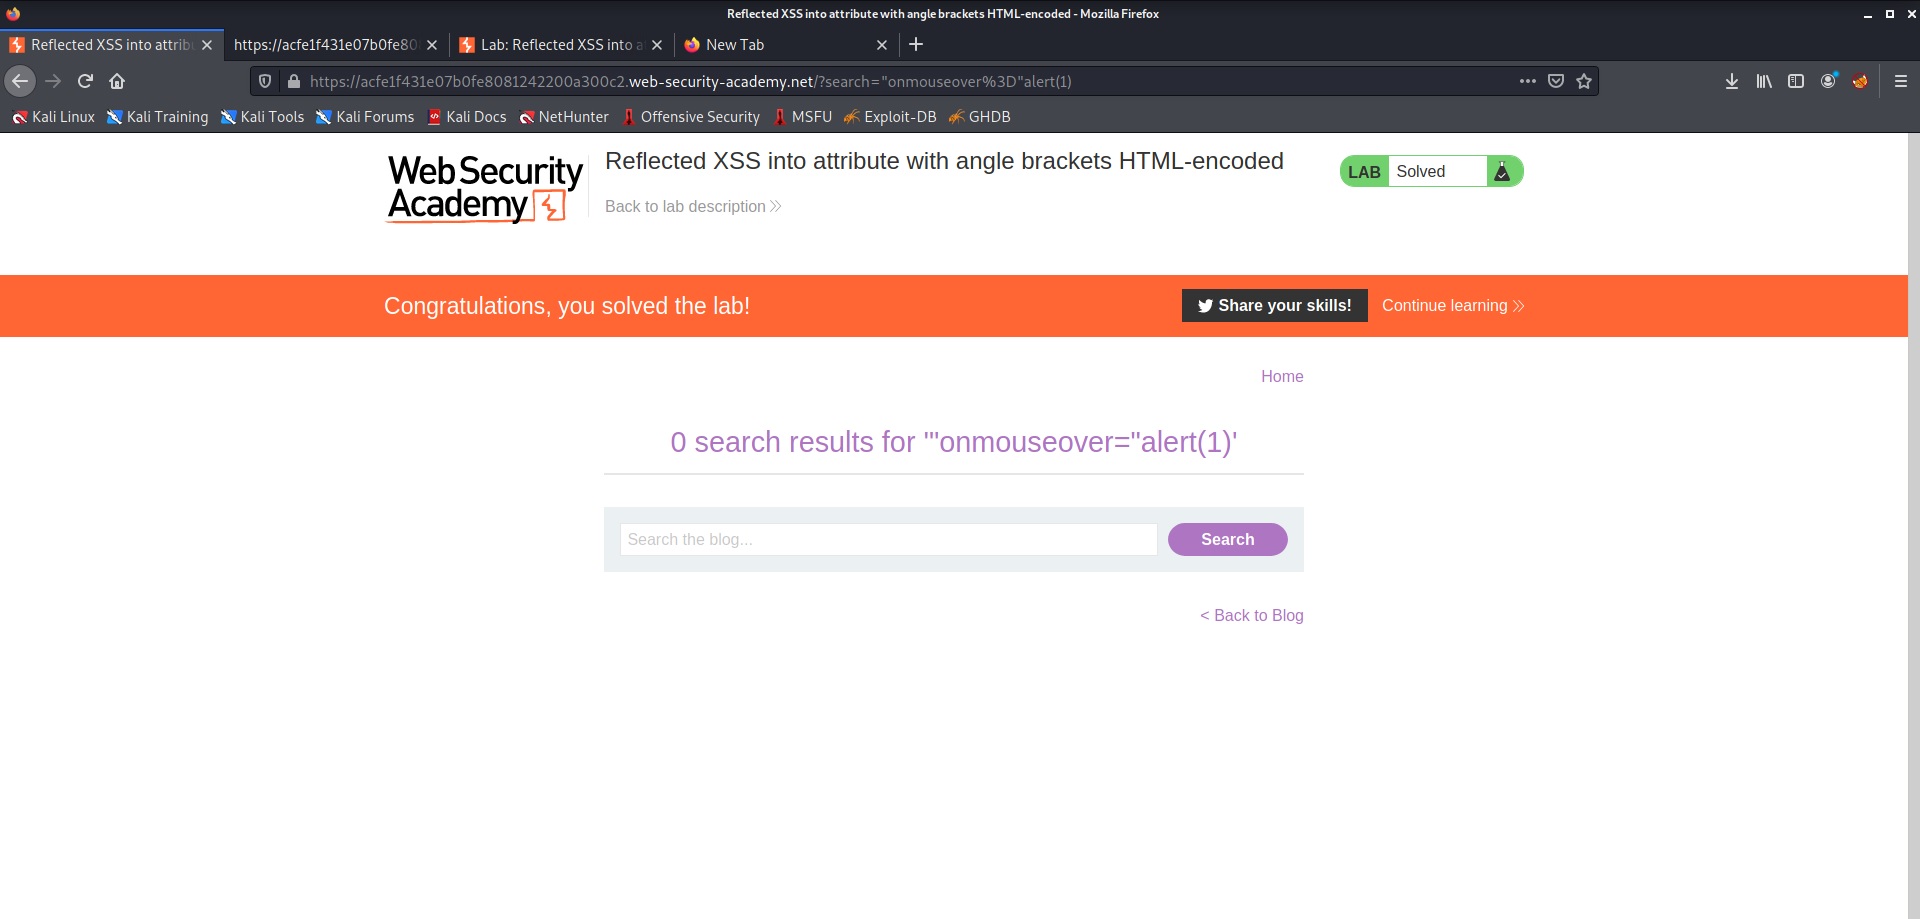 Reflected XSS into attribute with angle brackets HTML-encoded - Mozilla Firefox
Reflected XSS into attrib
https://acfe1f431e07b0fe80
Lab: Reflected XSS into a
New Tab
https://acfe1f431e07b0fe8081242200a300c2.web-security-academy.net/?search="onmouseover%3D"alert(1)
Kali Linux Kali Training Kali Tools Kali Forums Kali Docs NetHunter Offensive Security MSFU Exploit-DB GHDB
Web Security
Academy
Reflected XSS into attribute with angle brackets HTML-encoded
Back to lab description
LAB Solved
Congratulations, you solved the lab!
Share your skills!
Continue learning
Home
0 search results for '"onmouseover="alert(1)'
Search the blog...
Search
< Back to Blog